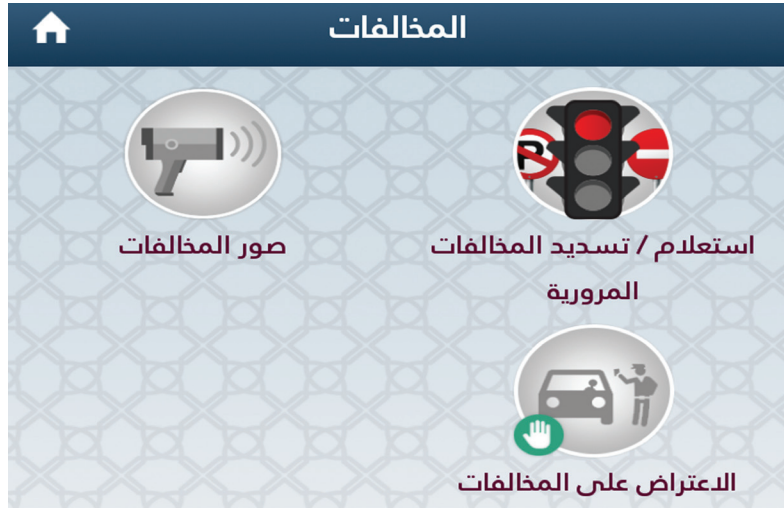 المخالفات
استعلام / تسديد المخالفات
المرورية
صور المخالفات
الاعتراض على المخالفات
P